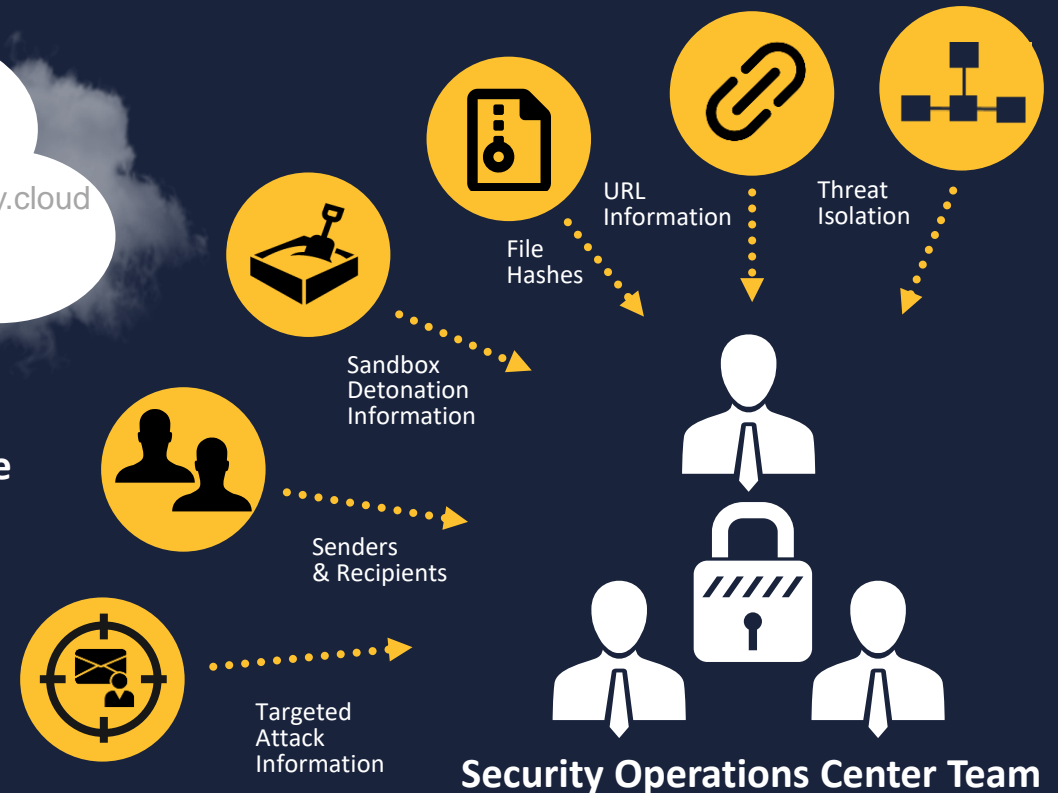 y.cloud
URL
Information
Threat
Isolation
File
Hashes
Sandbox
Detonation
Information
e
Senders
& Recipients
Targeted
Attack
Information
Security Operations Center Team